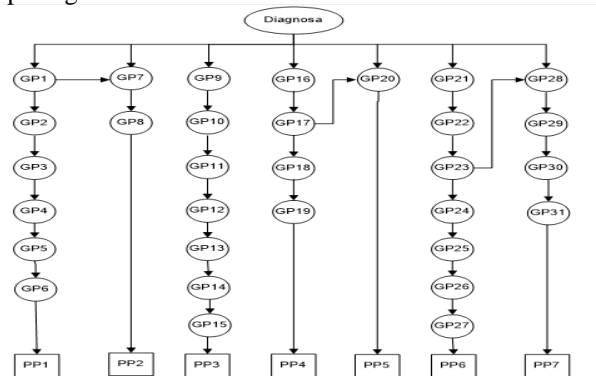 Diagnosa
GP1 GP7 GP9 GP16 GP20 GP21 GP28
GP2 GP8 GP10 GP17 GP22 GP29
GP3 GP11 GP18 GP23 GP30
GP4 GP12 GP19 GP24 GP31
GP5 GP13 GP25
GP6 GP14 GP26
GP15 GP27
PP1 PP2 PP3 PP4 PP5 PP6 PP7